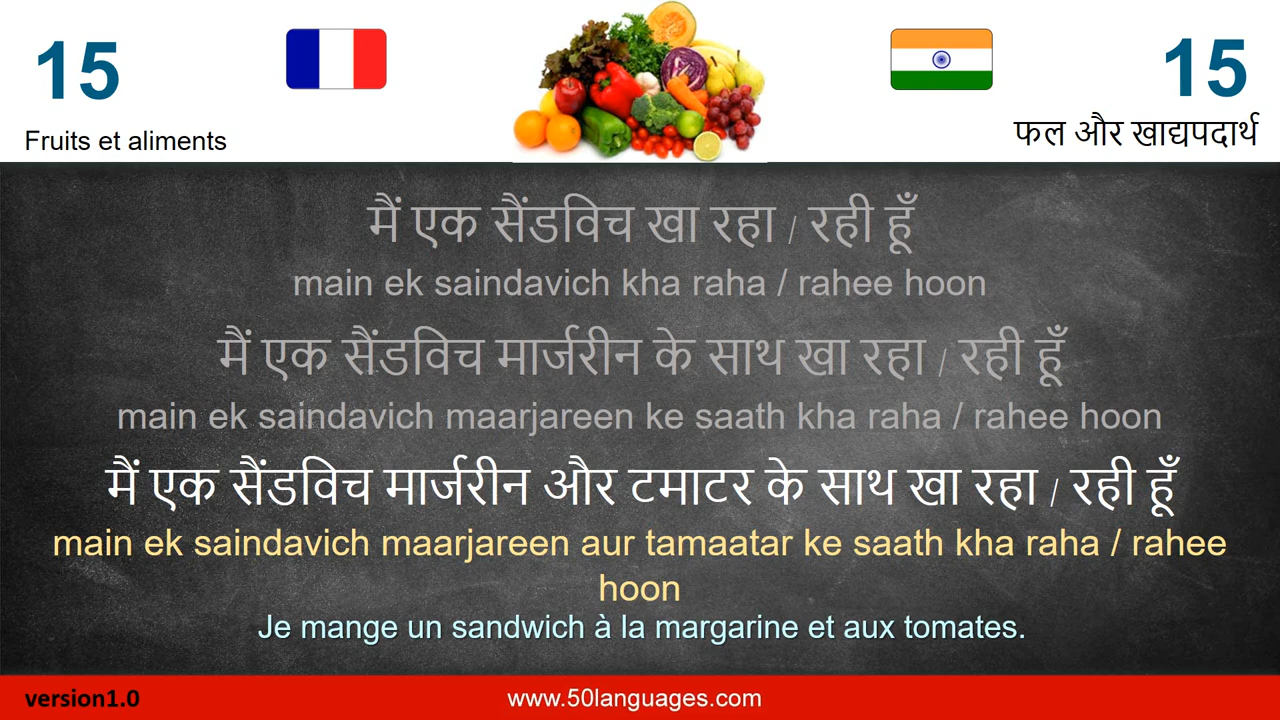 15
15
Fruits et aliments
फल और खाद्यपदार्थ
मैं एक सैंडविच खा रहा / रही हूँ
main ek saindavich kha raha / rahee hoon
मैं एक सैंडविच मार्जरीन के साथ खा रहा / रही हूँ
main ek saindavich maarjareen ke saath kha raha / rahee hoon
मैं एक सैंडविच मार्जरीन और टमाटर के साथ खा रहा / रही हूँ
main ek saindavich maarjareen aur tamaatar ke saath kha raha / rahee
hoon
Je mange un sandwich à la margarine et aux tomates.
version1.0
www.50languages.com